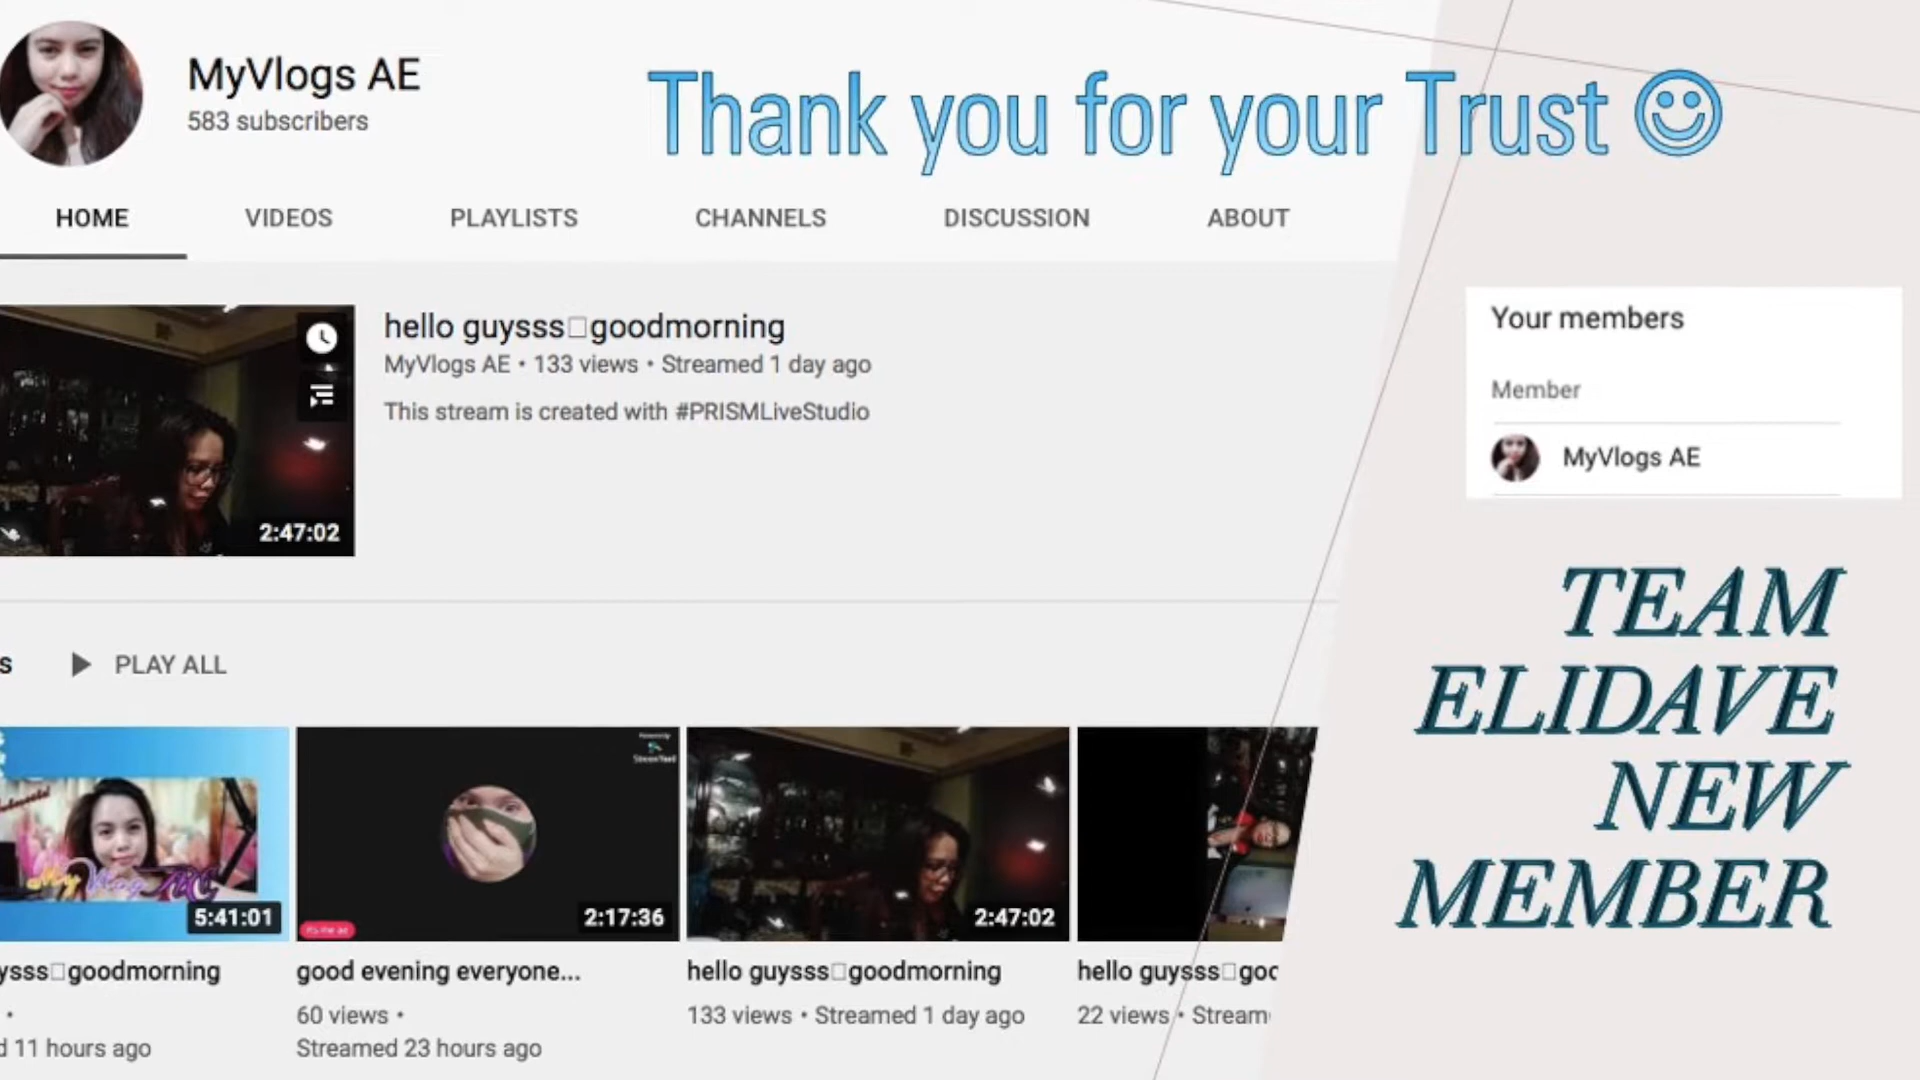 MyVlogs AE
583 subscribers
Thank you for your Trust ☺
HOME VIDEOS PLAYLISTS CHANNELS DISCUSSION ABOUT
hello guysss□goodmorning
MyVlogs AE • 133 views • Streamed 1 day ago
This stream is created with #PRISMLiveStudio
2:47:02
Your members
Member
MyVlogs AE
TEAM
ELIDAVE
NEW
MEMBER
s PLAY ALL
5:41:01
2:17:36
2:47:02
ysss□goodmorning
good evening everyone...
hello guysss□goodmorning
hello guysss□goo
60 views •
133 views • Streamed 1 day ago
22 views • Stream
d 11 hours ago
Streamed 23 hours ago